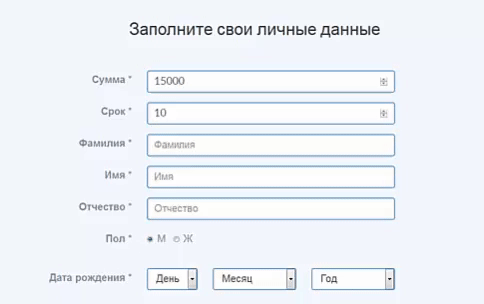 Заполните свои личные данные
Сумма * 15000
Срок * 10
Фамилия * Фамилия
Имя * Имя
Отчество * Отчество
Пол * М Ж
Дата рождения * День Месяц Год